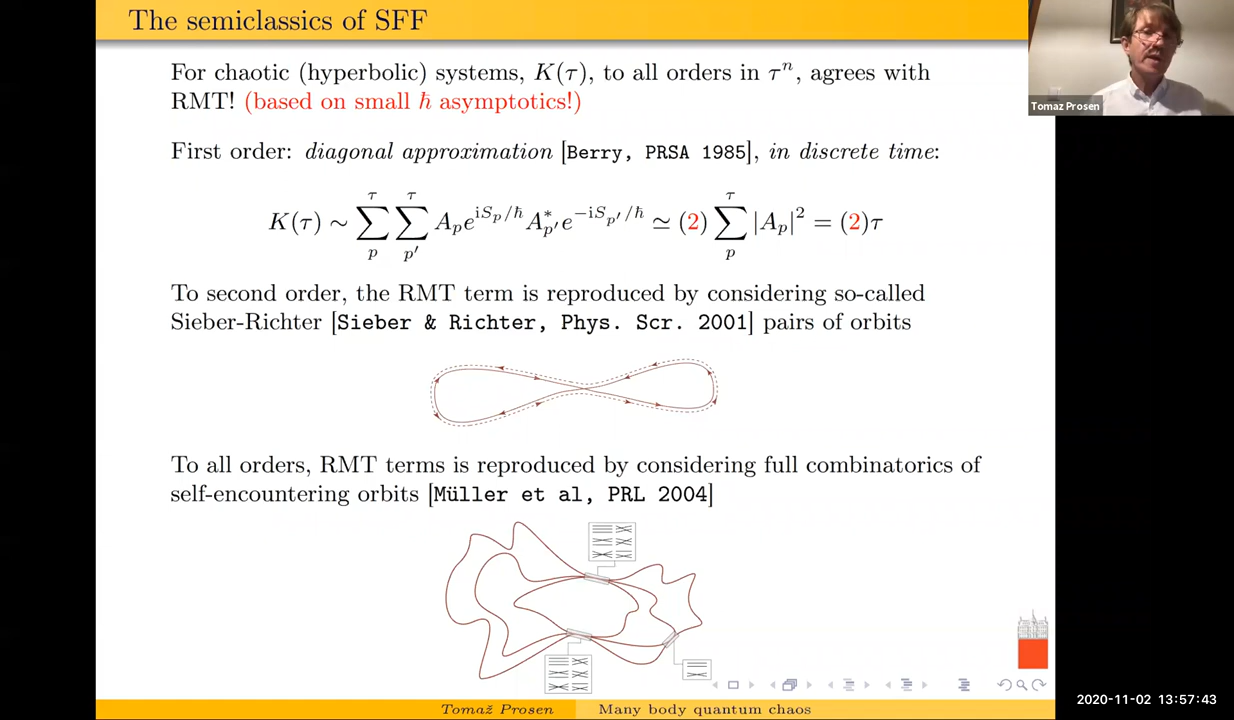 The semiclassics of SFF
For chaotic (hyperbolic) systems, K(τ), to all orders in τⁿ, agrees with
RMT! (based on small ℏ asymptotics!)
First order: diagonal approximation [Berry, PRSA 1985], in discrete time:
K(τ) ∼ ∑_p^τ ∑_{p′}^τ A_p e^{iS_p/ℏ} A*_{p′} e^{−iS_{p′}/ℏ} ≃ (2) ∑_p^τ |A_p|² = (2)τ
To second order, the RMT term is reproduced by considering so-called
Sieber-Richter [Sieber & Richter, Phys. Scr. 2001] pairs of orbits
To all orders, RMT terms is reproduced by considering full combinatorics of
self-encountering orbits [Müller et al, PRL 2004]
Tomaž Prosen
Many body quantum chaos
Tomaz Prosen
2020-11-02 13:57:43